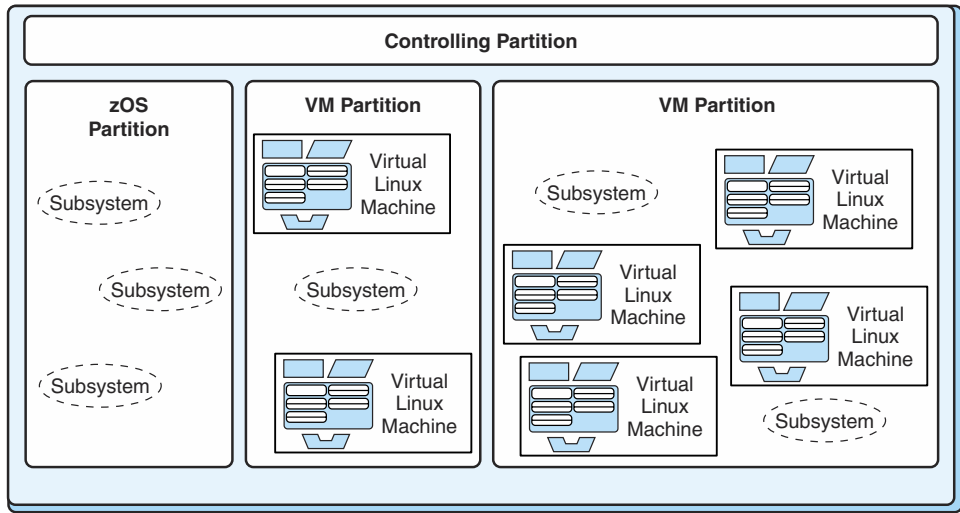 Controlling Partition
zOS
Partition
Subsystem
Subsystem
Subsystem
VM Partition
Virtual
Linux
Machine
Subsystem
Virtual
Linux
Machine
VM Partition
Subsystem
Virtual
Linux
Machine
Virtual
Linux
Machine
Virtual
Linux
Machine
Virtual
Linux
Machine
Subsystem